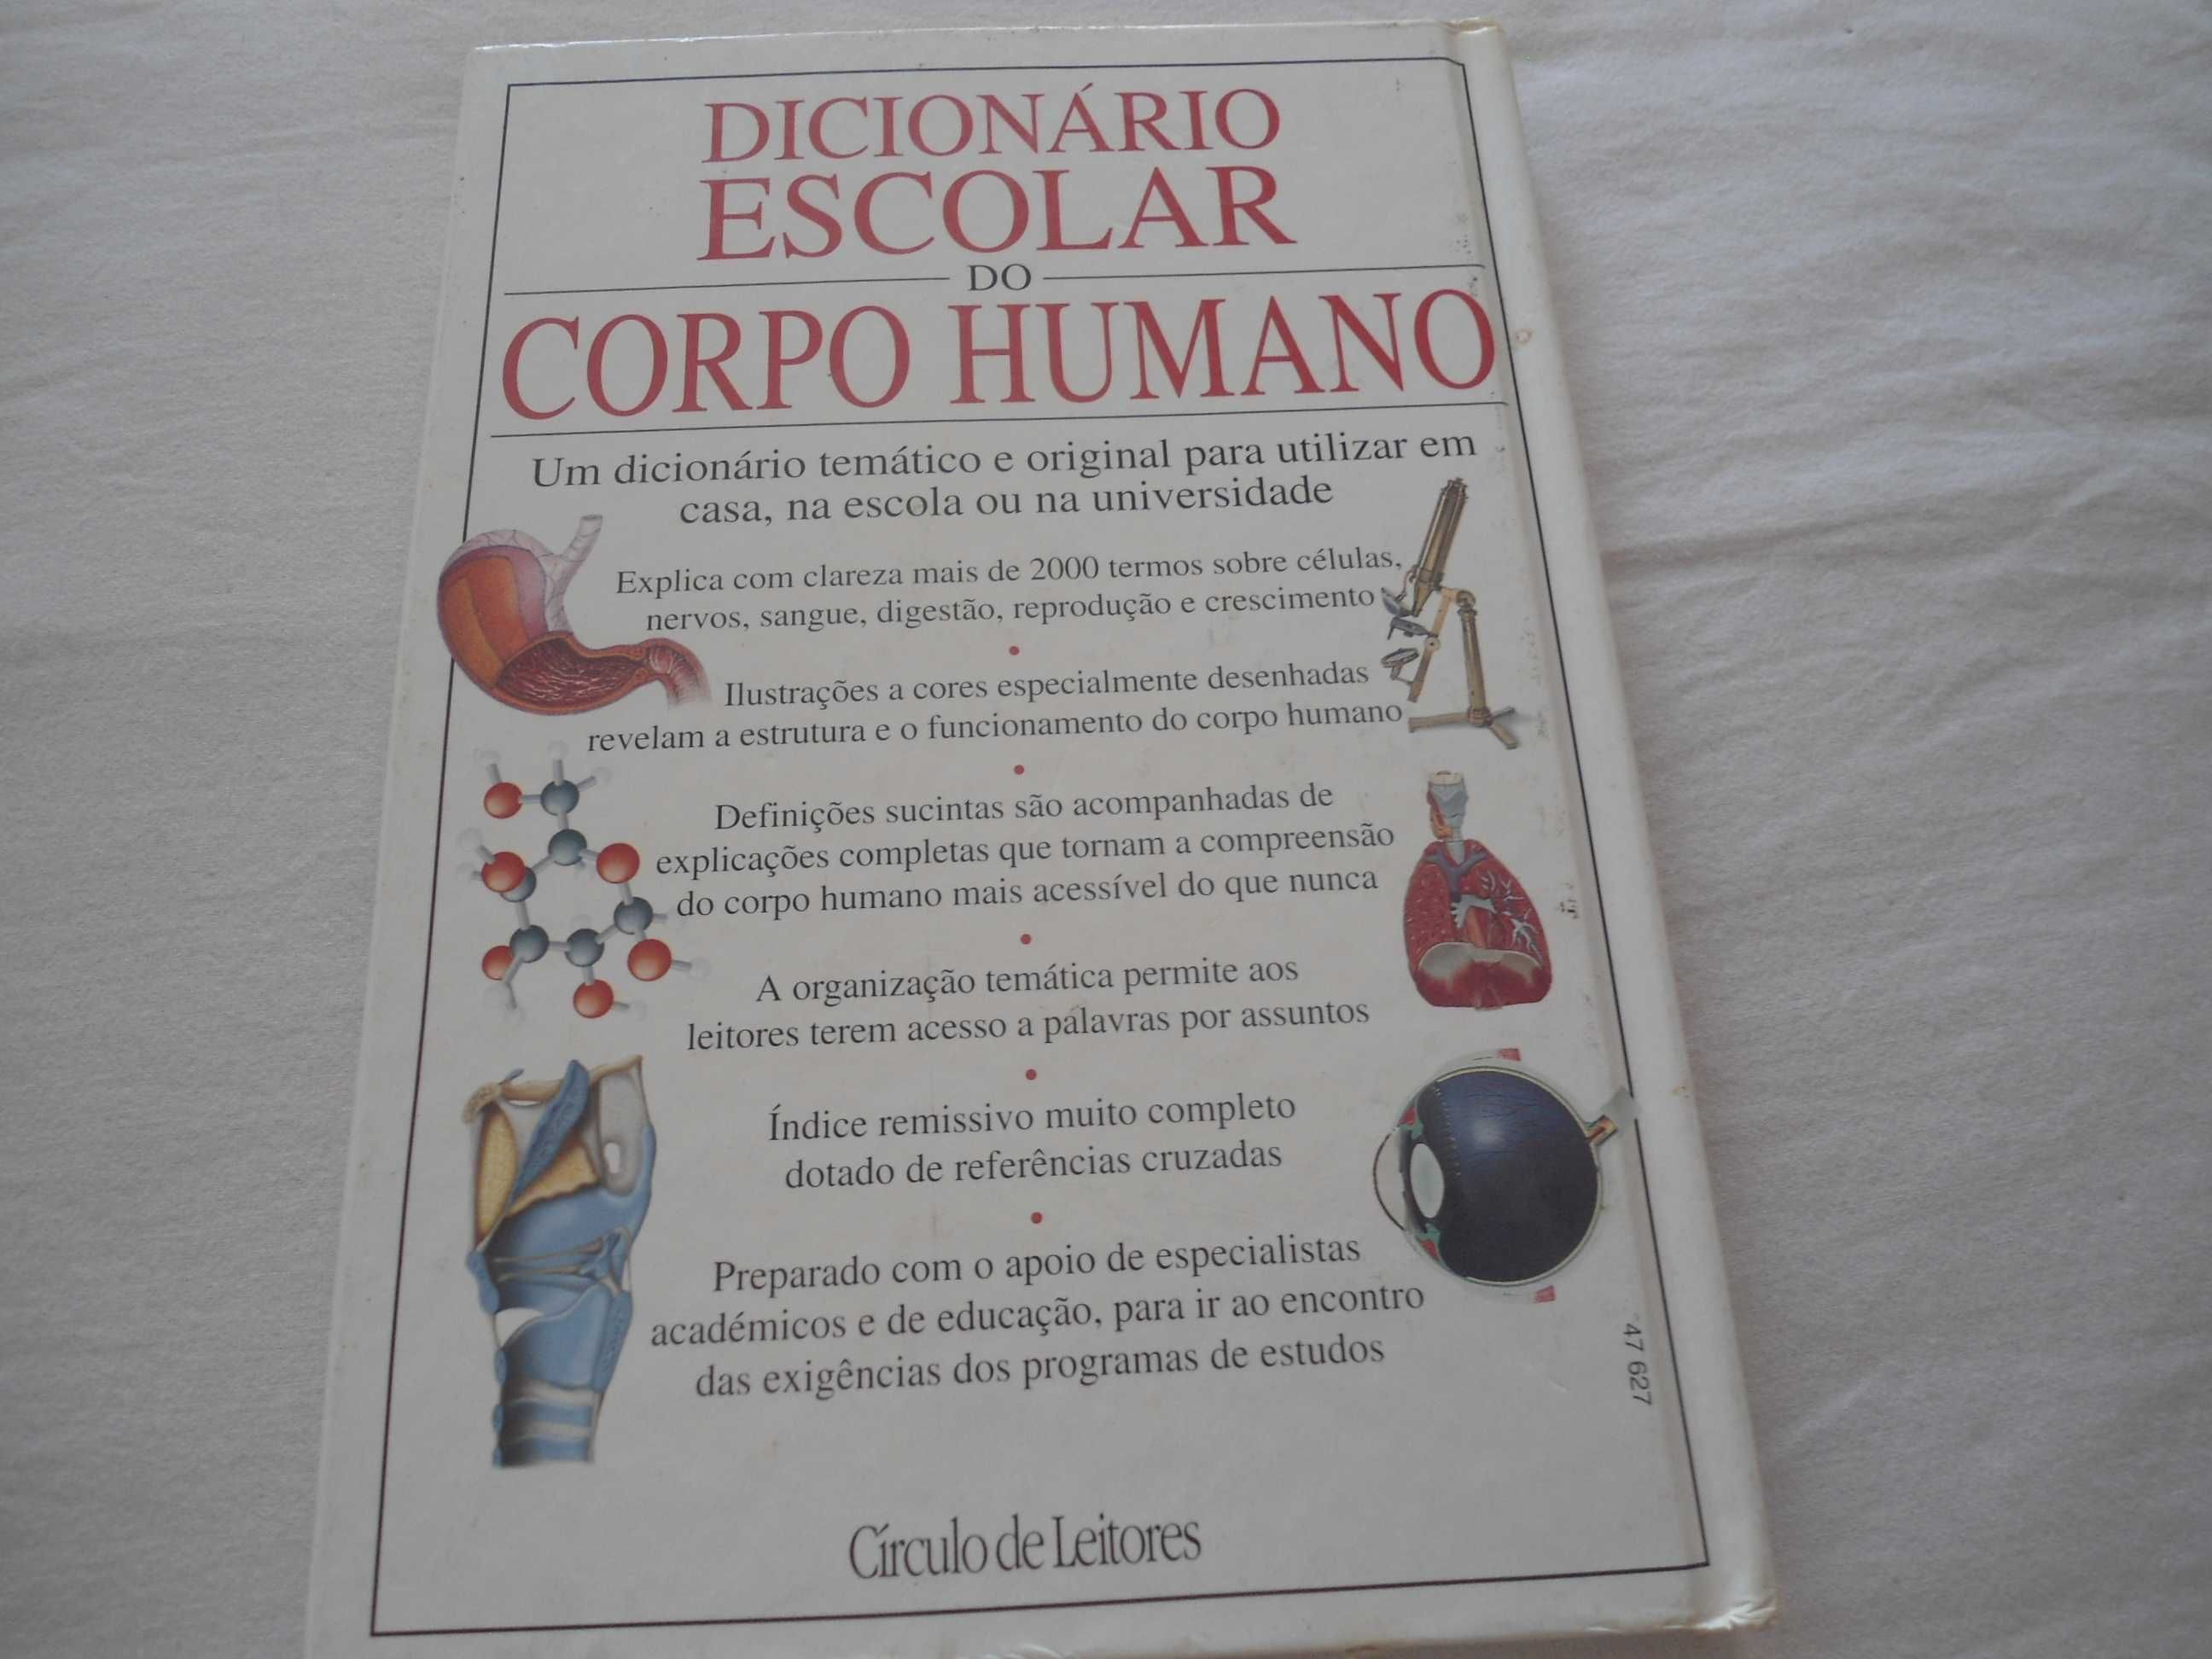 DICIONÁRIO
ESCOLAR
DO
CORPO HUMANO
Um dicionário temático e original para utilizar em
casa, na escola ou na universidade
Explica com clareza mais de 2000 termos sobre células,
nervos, sangue, digestão, reprodução e crescimento
•
Ilustrações a cores especialmente desenhadas
revelam a estrutura e o funcionamento do corpo humano
•
Definições sucintas são acompanhadas de
explicações completas que tornam a compreensão
do corpo humano mais acessível do que nunca
•
A organização temática permite aos
leitores terem acesso a palavras por assuntos
•
Índice remissivo muito completo
dotado de referências cruzadas
•
Preparado com o apoio de especialistas
académicos e de educação, para ir ao encontro
das exigências dos programas de estudos
47 627
Círculo de Leitores